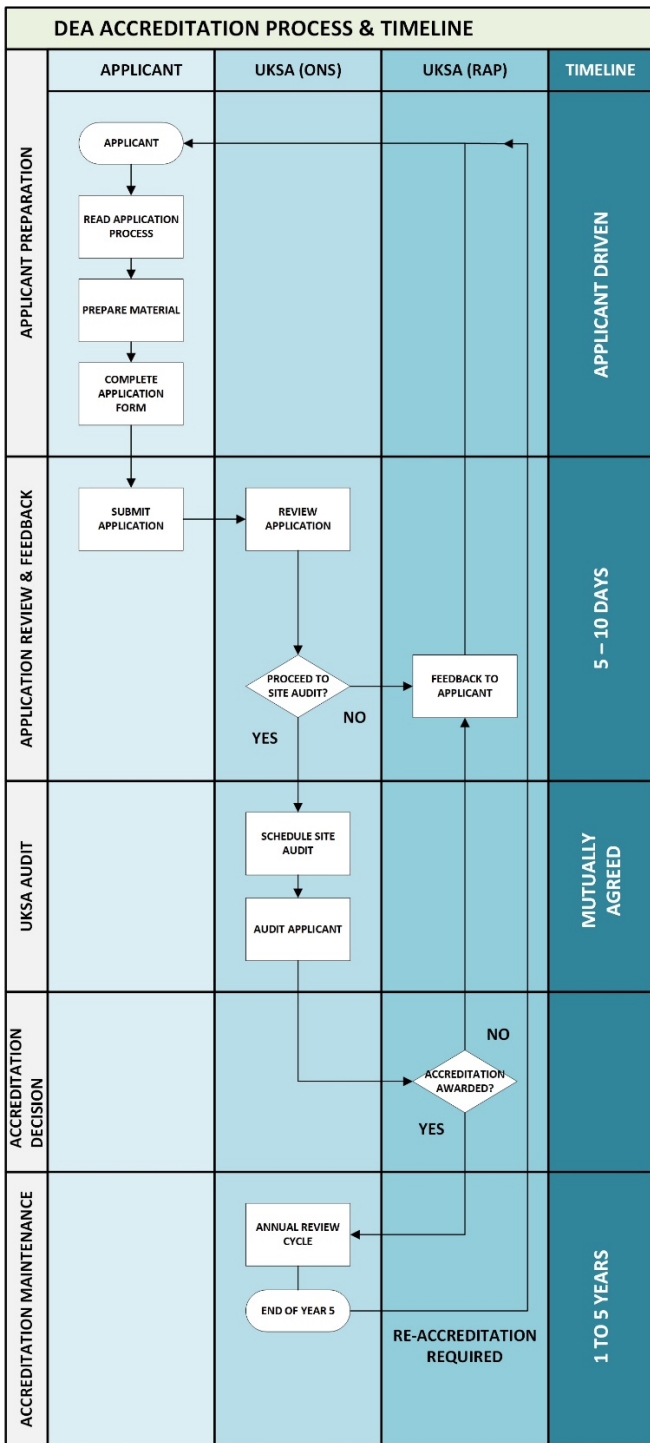 DEA ACCREDITATION PROCESS & TIMELINE
APPLICANT
UKSA (ONS)
UKSA (RAP)
TIMELINE
APPLICANT PREPARATION
APPLICANT
READ APPLICATION
PROCESS
PREPARE MATERIAL
COMPLETE
APPLICATION
FORM
APPLICANT DRIVEN
APPLICATION REVIEW & FEEDBACK
SUBMIT
APPLICATION
REVIEW
APPLICATION
PROCEED TO
SITE AUDIT?
NO
YES
FEEDBACK TO
APPLICANT
5 – 10 DAYS
UKSA AUDIT
SCHEDULE SITE
AUDIT
AUDIT APPLICANT
MUTUALLY
AGREED
ACCREDITATION
DECISION
NO
ACCREDITATION
AWARDED?
YES
ACCREDITATION MAINTENANCE
ANNUAL REVIEW
CYCLE
END OF YEAR 5
RE-ACCREDITATION
REQUIRED
1 TO 5 YEARS